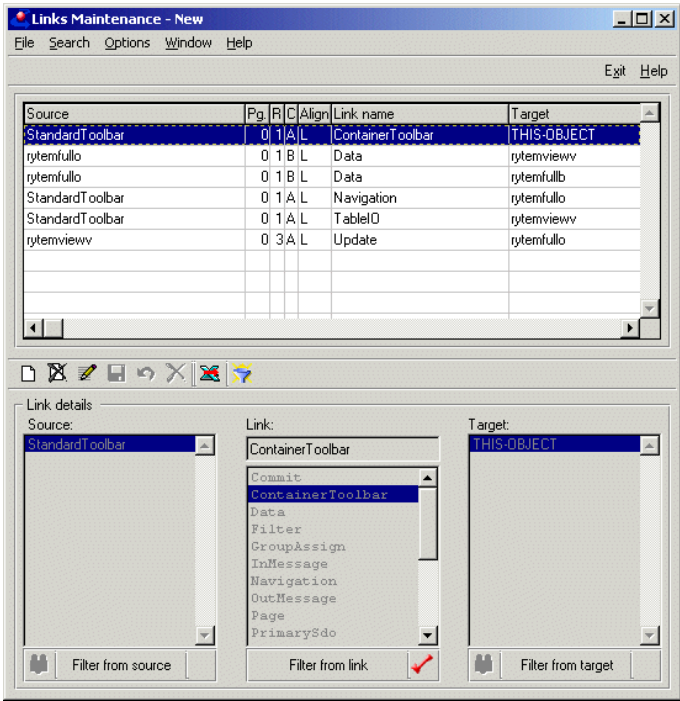 Links Maintenance - New
File Search Options Window Help
Exit Help
Source Pg. R C Align Link name Target
StandardToolbar 0 1 A L ContainerToolbar THIS-OBJECT
rytemfullo 0 1 B L Data rytemviewv
rytemfullo 0 1 B L Data rytemfullb
StandardToolbar 0 1 A L Navigation rytemfullo
StandardToolbar 0 1 A L TableIO rytemviewv
rytemviewv 0 3 A L Update rytemfullo
Link details
Source: Link: Target:
StandardToolbar ContainerToolbar THIS-OBJECT
Commit
ContainerToolbar
Data
Filter
GroupAssign
InMessage
Navigation
OutMessage
Page
PrimarySdo
Filter from source Filter from link Filter from target